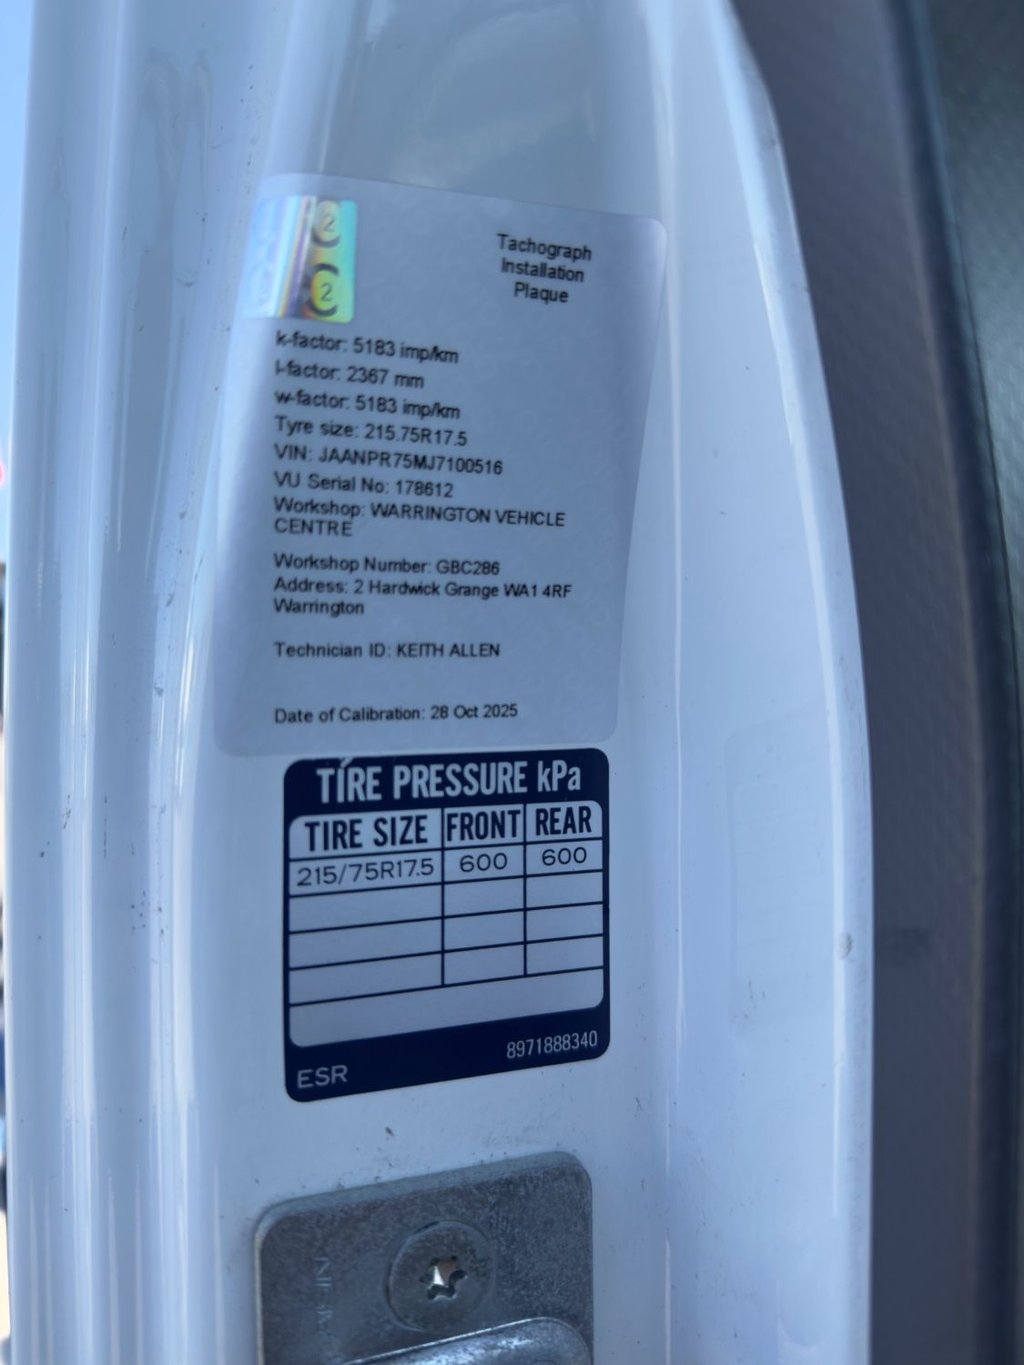 Tachograph
Installation
Plaque
k-factor: 5183 imp/km
l-factor: 2367 mm
w-factor: 5183 imp/km
Tyre size: 215.75R17.5
VIN: JAANPR75MJ7100516
VU Serial No: 178612
Workshop: WARRINGTON VEHICLE
CENTRE
Workshop Number: GBC286
Address: 2 Hardwick Grange WA1 4RF
Warrington
Technician ID: KEITH ALLEN
Date of Calibration: 28 Oct 2025
TIRE PRESSURE kPa
TIRE SIZE FRONT REAR
215/75R17.5 600 600
8971888340
ESR